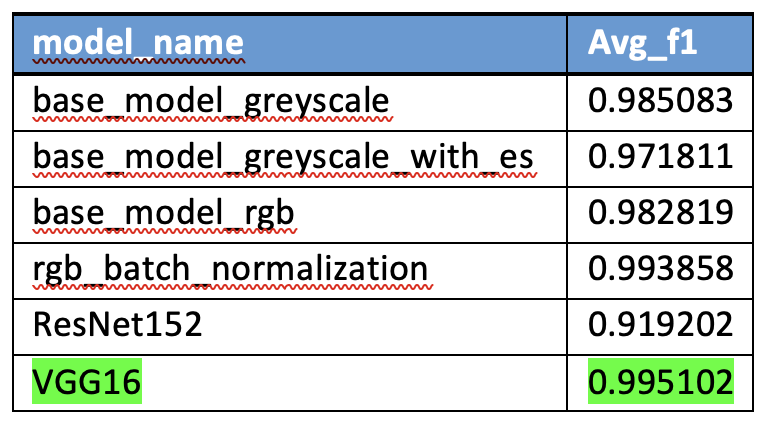 model_name Avg_f1
base_model_greyscale 0.985083
base_model_greyscale_with_es 0.971811
base_model_rgb 0.982819
rgb_batch_normalization 0.993858
ResNet152 0.919202
VGG16 0.995102